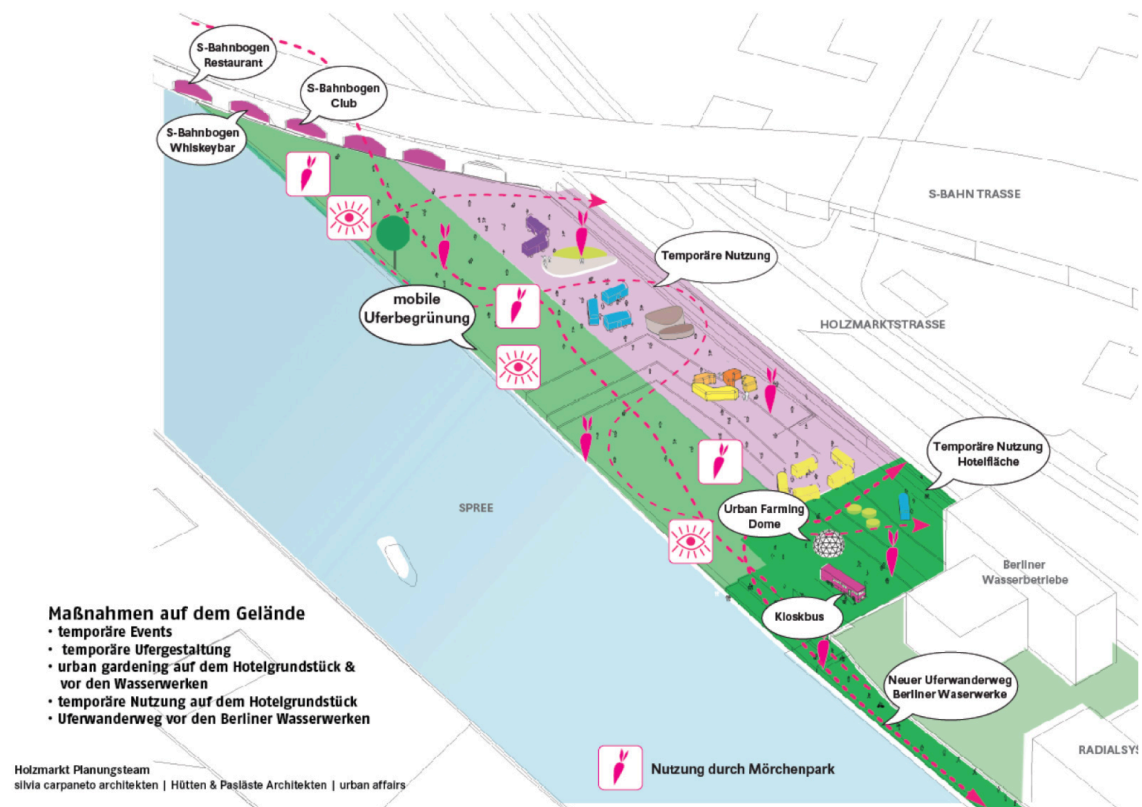 S-Bahnbogen
Restaurant
S-Bahnbogen
Club
S-Bahnbogen
Whiskeybar
S-BAHN TRASSE
Temporäre Nutzung
mobile
Uferbegrünung
HOLZMARKTSTRASSE
Temporäre Nutzung
Hotelfläche
SPREE
Urban Farming
Dome
Berliner
Wasserbetriebe
Kioskbus
Maßnahmen auf dem Gelände
• temporäre Events
• temporäre Ufergestaltung
• urban gardening auf dem Hotelgrundstück &
vor den Wasserwerken
• temporäre Nutzung auf dem Hotelgrundstück
• Uferwanderweg vor den Berliner Wasserwerken
Neuer Uferwanderweg
Berliner Waserwerke
RADIALSYS
Nutzung durch Mörchenpark
Holzmarkt Planungsteam
silvia carpaneto architekten | Hütten & Pasläste Architekten | urban affairs